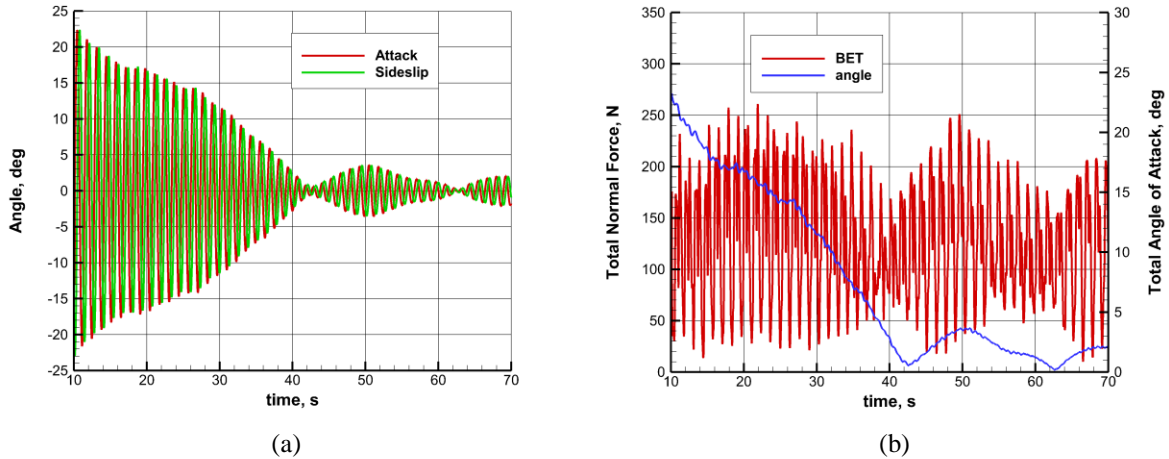 25
20
15
10
5
0
-5
-10
-15
-20
-25
Angle, deg
Attack
Sideslip
10 20 30 40 50 60 70
time, s
(a)
350
300
250
200
150
100
50
0
Total Normal Force, N
BET
angle
30
25
20
15
10
5
0
Total Angle of Attack, deg
10 20 30 40 50 60 70
time, s
(b)